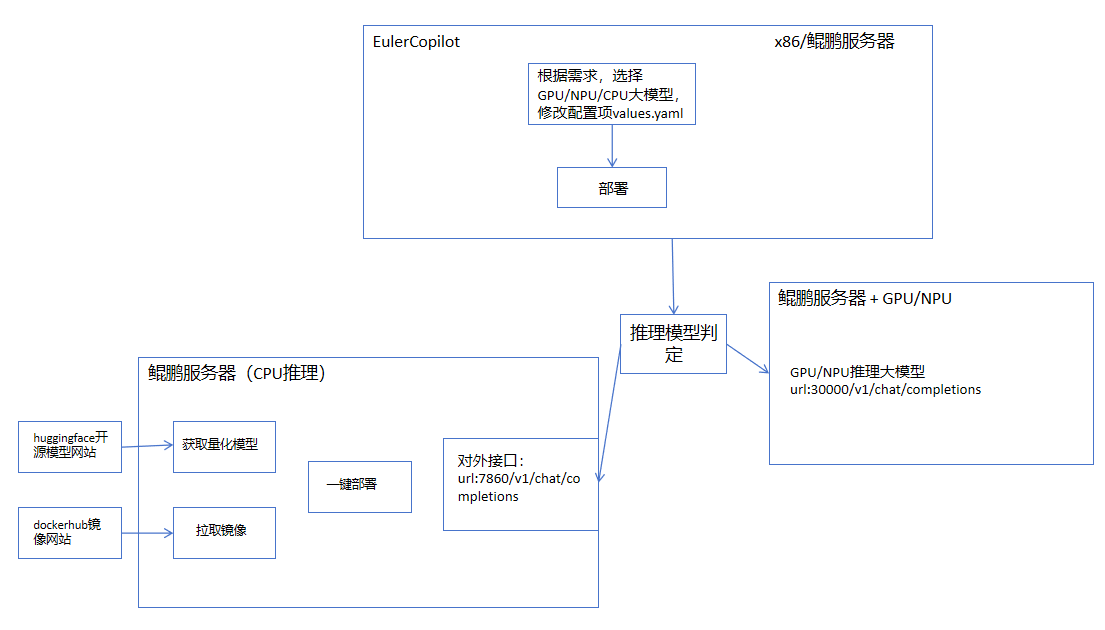 EulerCopilot
x86/鲲鹏服务器
根据需求，选择
GPU/NPU/CPU大模型，
修改配置项values.yaml
部署
推理模型判
定
鲲鹏服务器 + GPU/NPU
GPU/NPU推理大模型
url:30000/v1/chat/completions
鲲鹏服务器（CPU推理）
huggingface开
源模型网站
获取量化模型
dockerhub镜
像网站
拉取镜像
一键部署
对外接口：
url:7860/v1/chat/co
mpletions